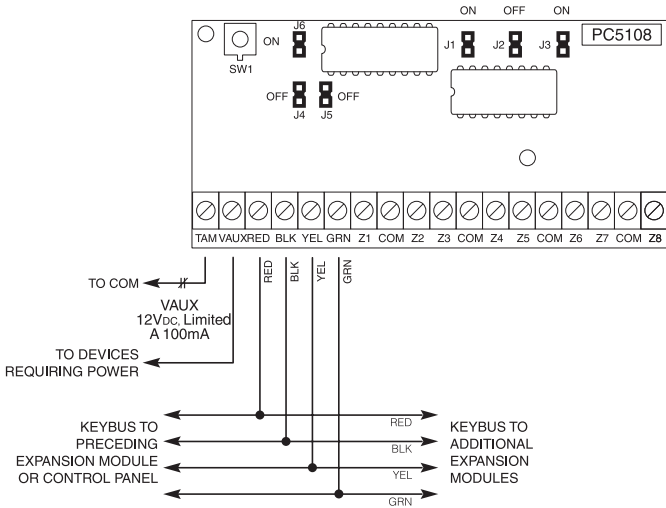 ON OFF ON
J6
ON
J1 J2 J3
PC5108
SW1
OFF OFF
J4 J5
TAM VAUX RED BLK YEL GRN Z1 COM Z2 Z3 COM Z4 Z5 COM Z6 Z7 COM Z8
RED BLK YEL GRN
TO COM
VAUX
12VDC, Limited
A 100mA
TO DEVICES
REQUIRING POWER
KEYBUS TO
PRECEDING
EXPANSION MODULE
OR CONTROL PANEL
RED
BLK
YEL
GRN
KEYBUS TO
ADDITIONAL
EXPANSION
MODULES